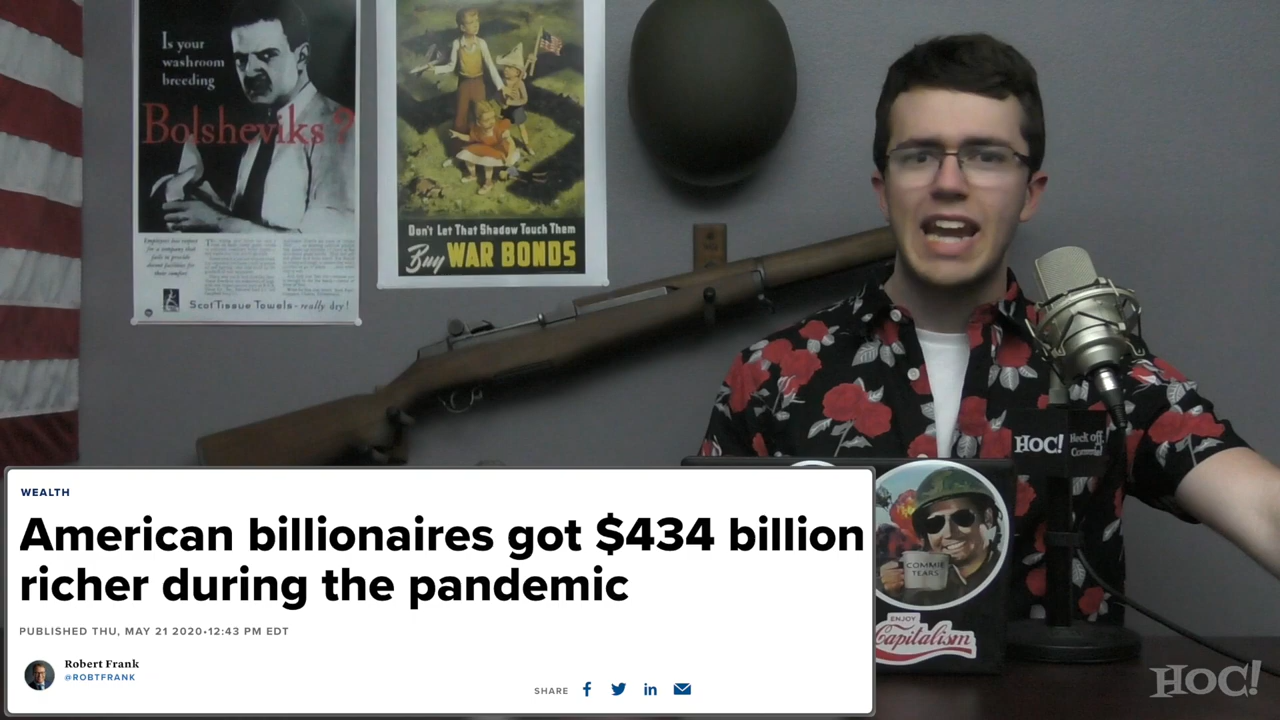 Is your
washroom
breeding
Bolsheviks?
ScotTissue Towels - really dry!
Don't Let That Shadow Touch Them
Buy WAR BONDS
HOC!
Heck off,
COMMIE
TEARS
ENJOY
Capitalism
WEALTH
American billionaires got $434 billion
richer during the pandemic
PUBLISHED THU, MAY 21 2020•12:43 PM EDT
Robert Frank
@ROBTFRANK
SHARE
HOC!